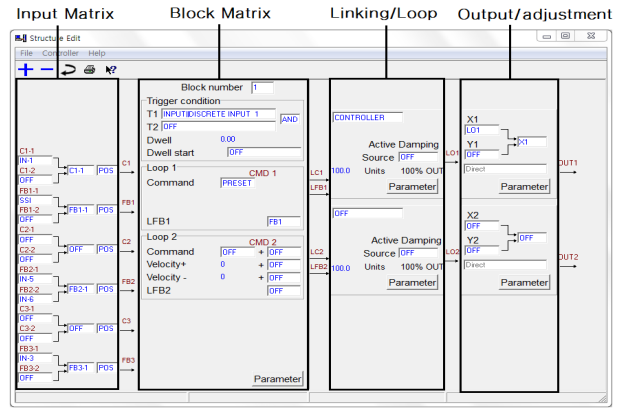 Input Matrix Block Matrix Linking/Loop Output/adjustment
Structure Edit
File Controller Help
C1-1
IN-1
C1-2
OFF
C1-1 POS
C1
FB1-1
SSI
FB1-2
OFF
FB1-1 POS
FB1
C2-1
OFF
C2-2
OFF
OFF POS
C2
FB2-1
IN-5
FB2-2
IN-6
FB2-1 POS
FB2
C3-1
OFF
C3-2
OFF
OFF POS
C3
FB3-1
IN-3
FB3-2
OFF
FB3-1 POS
FB3
Block number 1
Trigger condition
T1 INPUT|DISCRETE INPUT 1
AND
T2 OFF
Dwell 0.00
Dwell start OFF
Loop 1
CMD 1
Command PRESET
LFB1 FB1
Loop 2
CMD 2
Command OFF + OFF
Velocity+ 0 + OFF
Velocity - 0 + OFF
LFB2 OFF
Parameter
LC1
LFB1
LC2
LFB2
CONTROLLER
Active Damping
Source OFF
100.0 Units 100% OUT
Parameter
LO1
OFF
Active Damping
Source OFF
100.0 Units 100% OUT
Parameter
LO2
X1
LO1
Y1
OFF
X1
Direct
Parameter
OUT1
X2
OFF
Y2
OFF
OFF
Direct
Parameter
OUT2